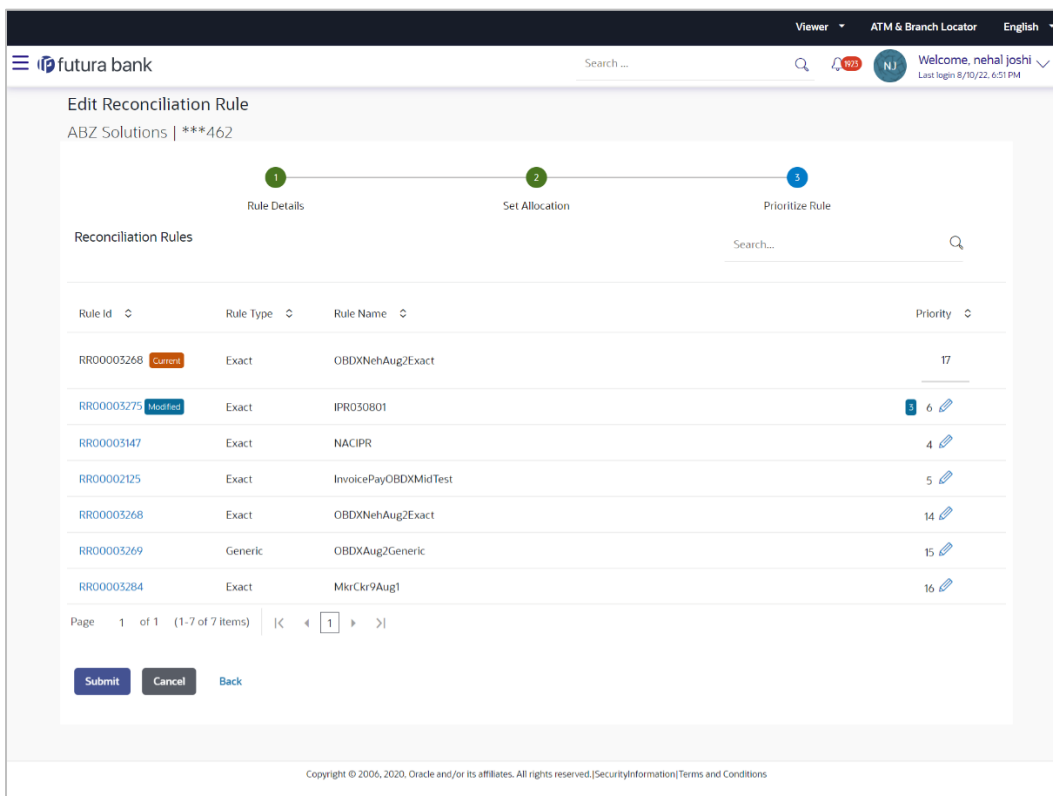 Viewer ATM & Branch Locator English
futura bank Search ... 1923 NJ Welcome, nehal joshi
Last login 8/10/22, 6:51 PM
Edit Reconciliation Rule
ABZ Solutions | ***462
1 2 3
Rule Details Set Allocation Prioritize Rule
Reconciliation Rules Search...
Rule Id Rule Type Rule Name Priority
RR00003268 Current Exact OBDXNehAug2Exact 17
RR00003275 Modified Exact IPR030801 3 6
RR00003147 Exact NACIPR 4
RR00002125 Exact InvoicePayOBDXMidTest 5
RR00003268 Exact OBDXNehAug2Exact 14
RR00003269 Generic OBDXAug2Generic 15
RR00003284 Exact MkrCkr9Aug1 16
Page 1 of 1 (1-7 of 7 items) 1
Submit Cancel Back
Copyright © 2006, 2020, Oracle and/or its affiliates. All rights reserved.|SecurityInformation|Terms and Conditions